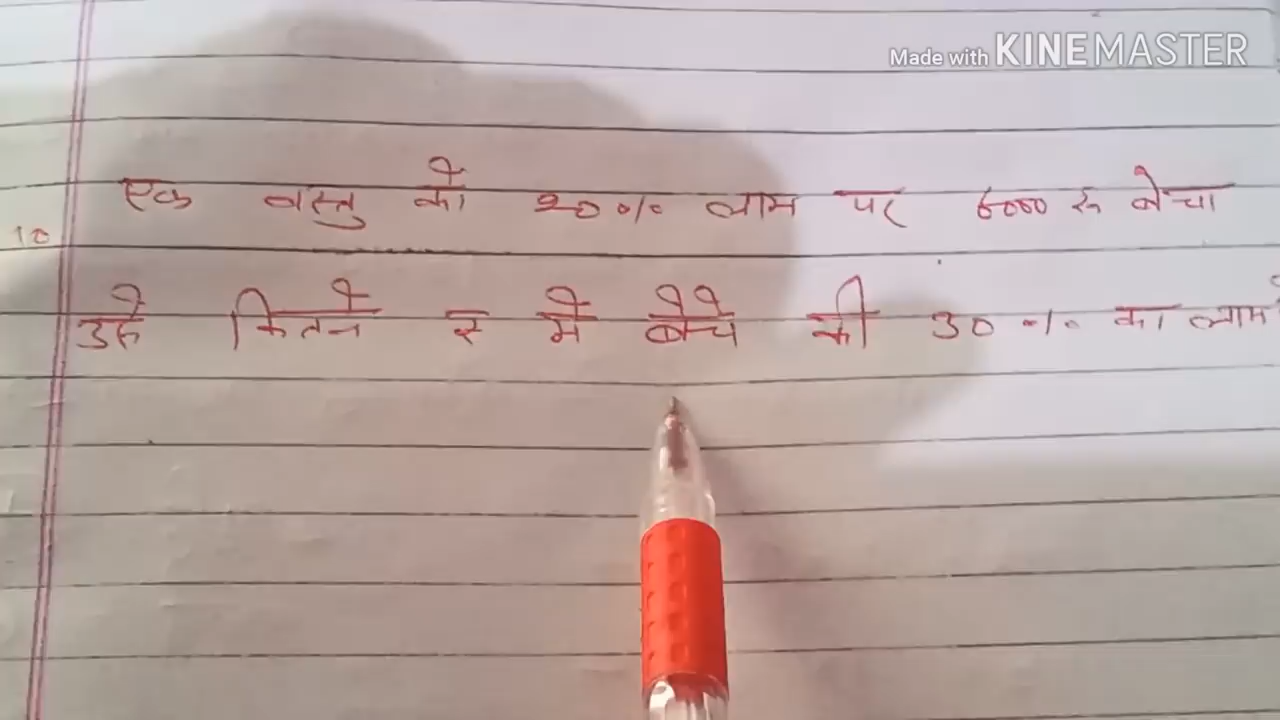 Made with KINEMASTER
एक वस्तु को 20% लाभ पर 6000 रू बेचा
10
उसे कितने रू में बेचे की 30% का लाभ